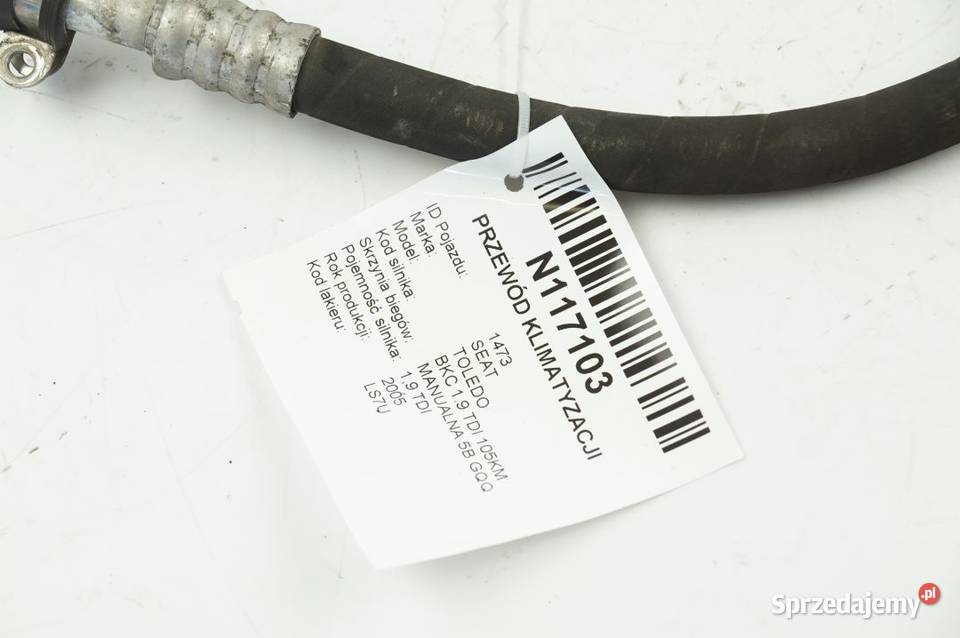 N117103
PRZEWÓD KLIMATYZACJI
ID Pojazdu: 1473
Marka: SEAT
Model: TOLEDO
Kod silnika: BKC 1.9 TDI 105KM
Skrzynia biegów: MANUALNA 5B GQQ
Pojemność silnika: 1,9 TDI
Rok produkcji: 2005
Kod lakieru: LS7U
Sprzedajemy.pl